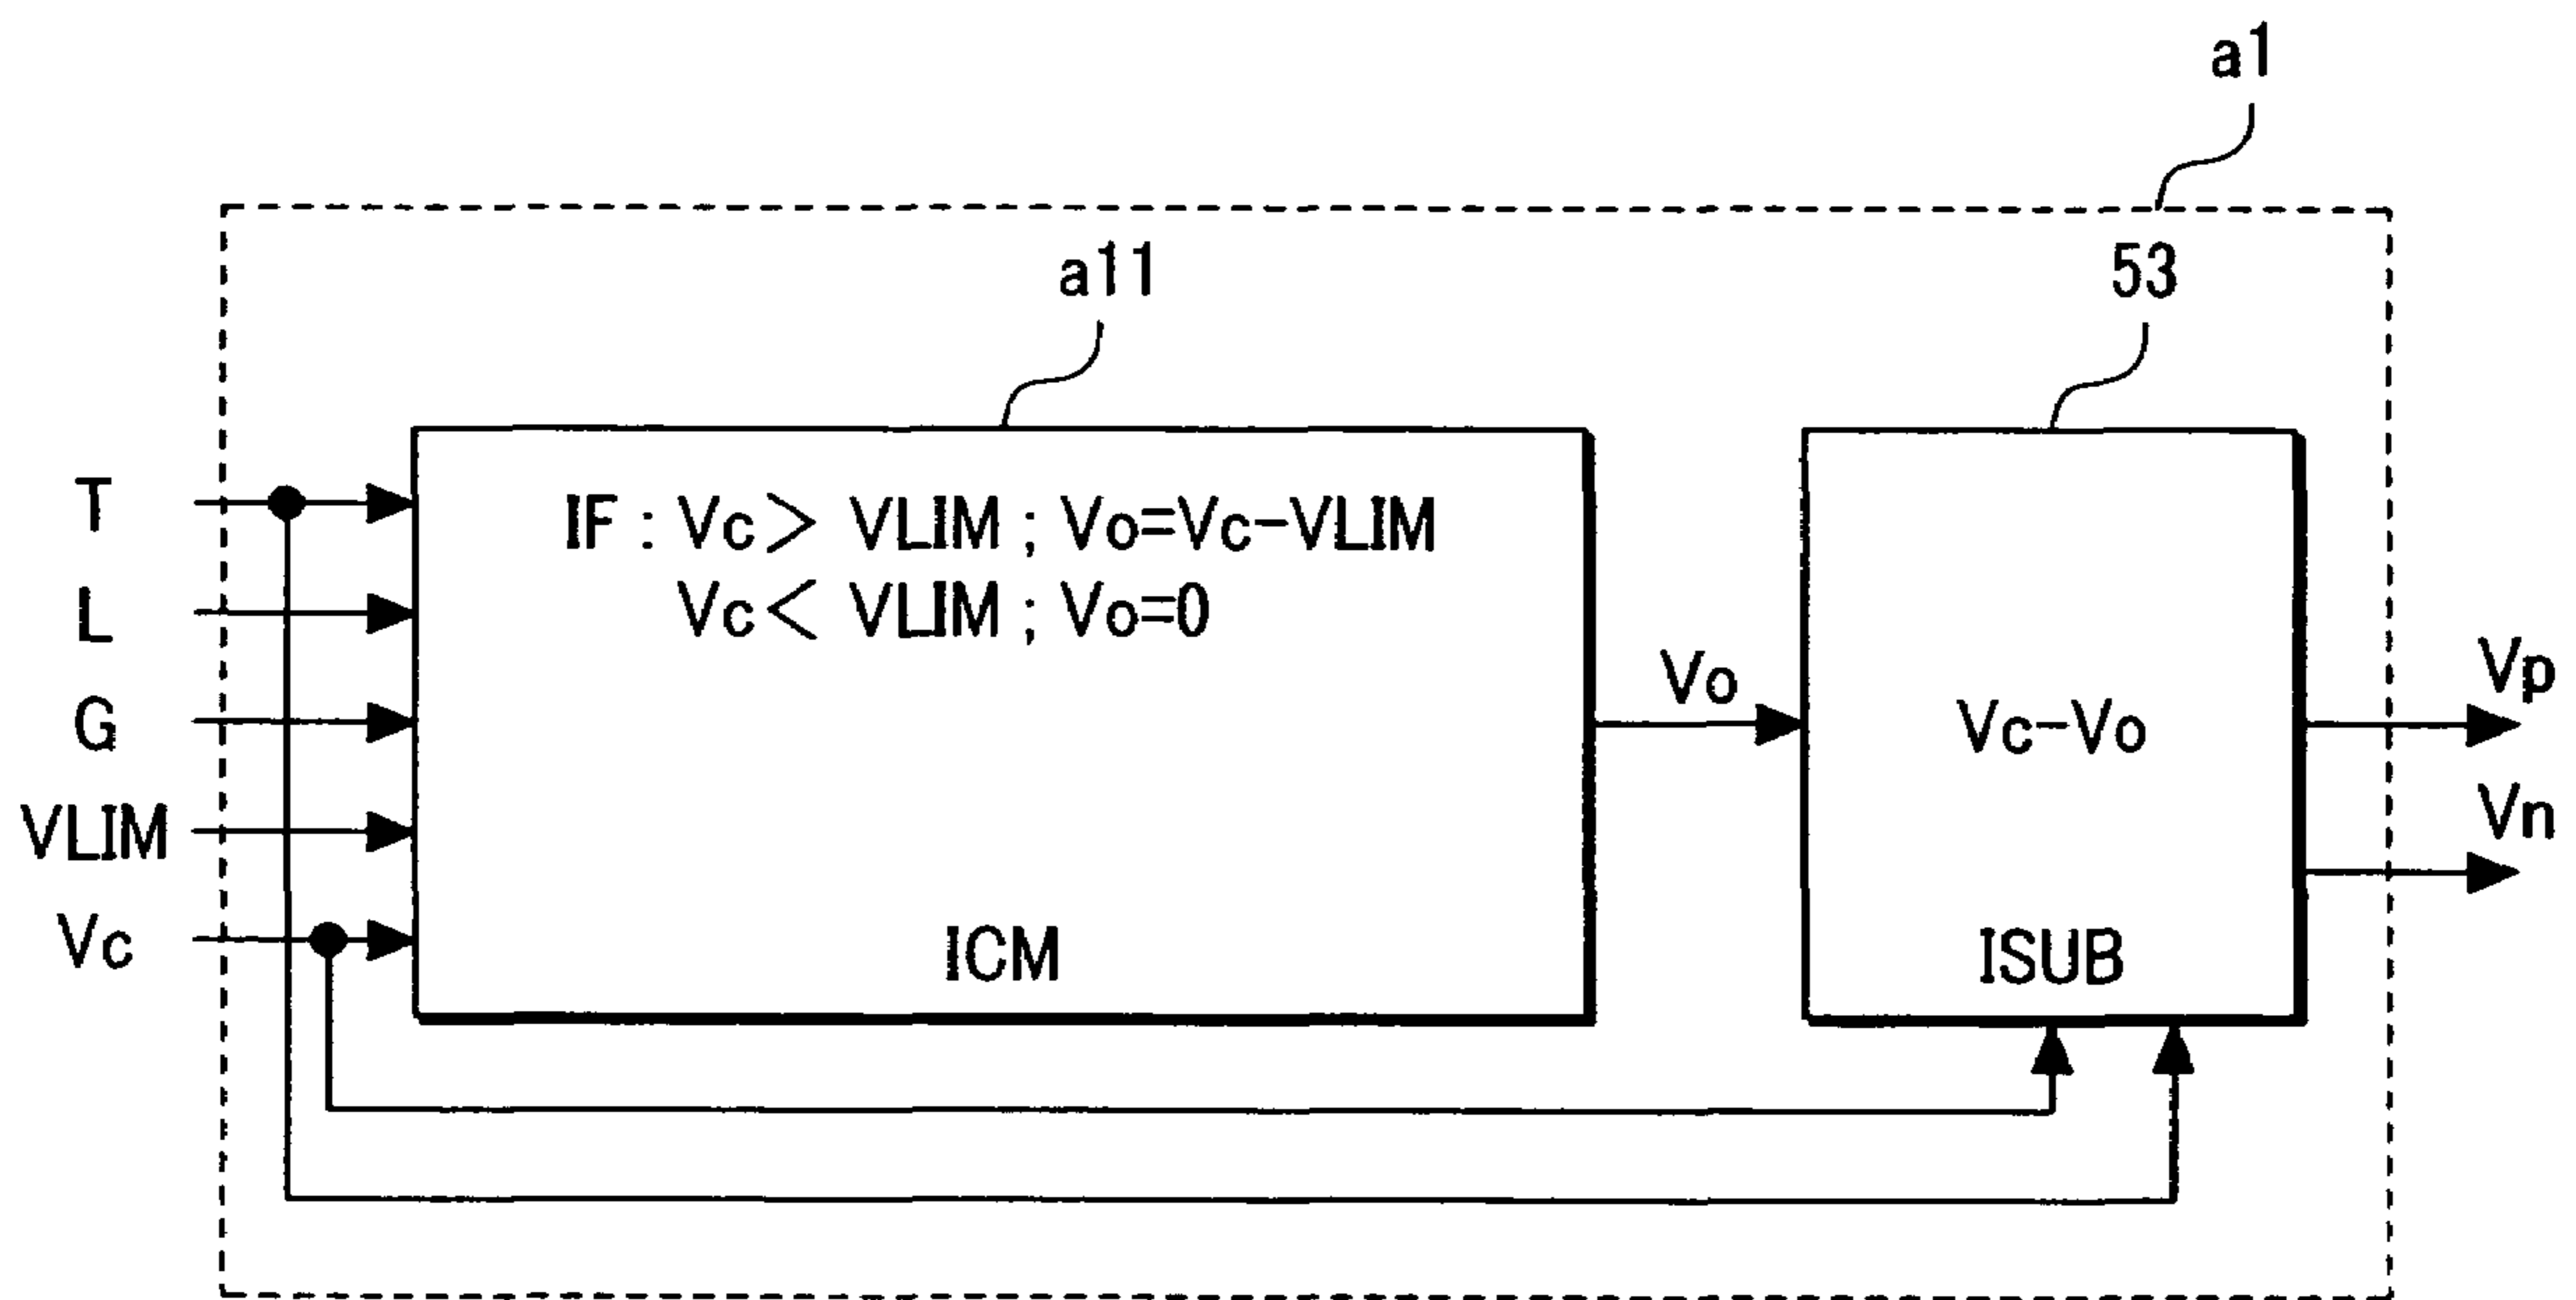 a1
a11
53
T
L
G
VLIM
Vc
IF : Vc > VLIM ; Vo=Vc-VLIM
Vc < VLIM ; Vo=0
ICM
Vo
Vc-Vo
ISUB
Vp
Vn